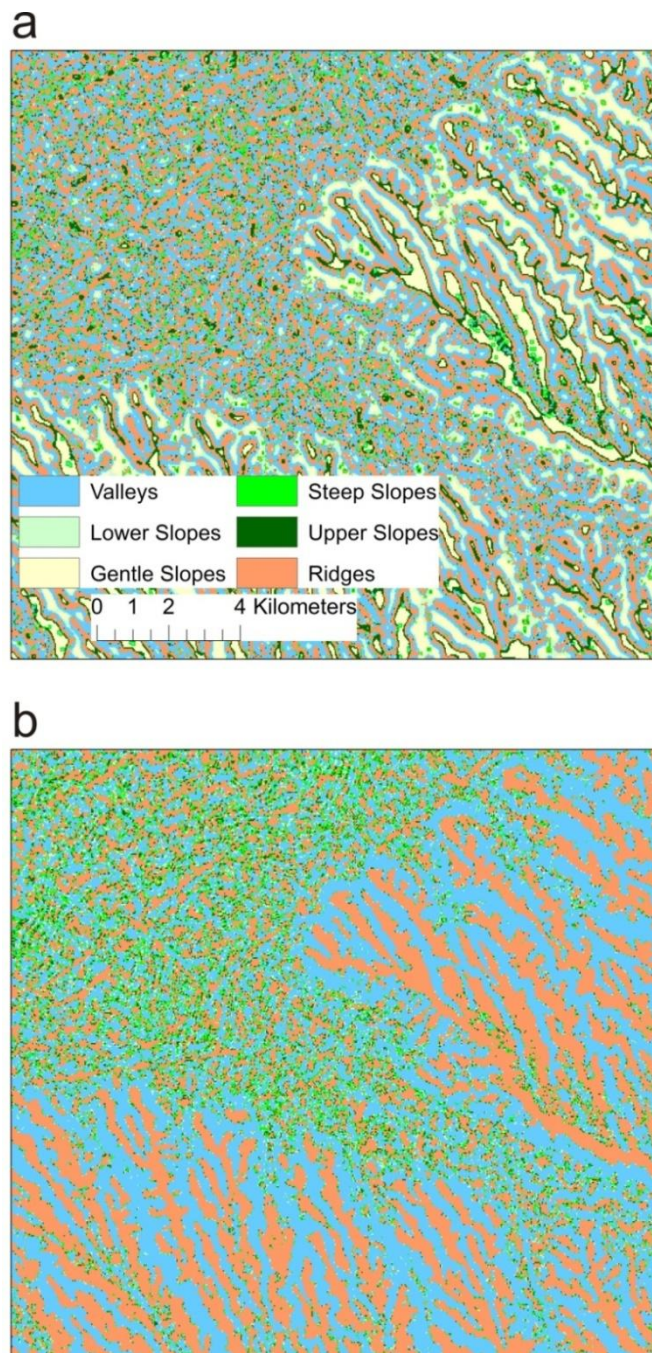 a
Valleys Steep Slopes
Lower Slopes Upper Slopes
Gentle Slopes Ridges
0 1 2 4 Kilometers
b